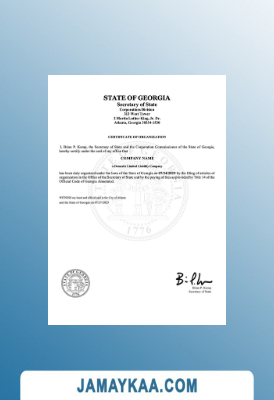 STATE OF GEORGIA
Secretary of State
Corporations Division
313 West Tower
2 Martin Luther King, Jr. Dr.
Atlanta, Georgia 30334-1530
CERTIFICATE OF ORGANIZATION
I, Brian P. Kemp, the Secretary of State and the Corporation Commissioner of the State of Georgia,
hereby certify under the seal of my office that
COMPANY NAME
a Domestic Limited Liability Company
has been duly organized under the laws of the State of Georgia on by the filing of articles of
organization in the Office of the Secretary of State and by the paying of fees as provided by Title 14 of the
Official Code of Georgia Annotated.
WITNESS my hand and official seal in the City of Atlanta
and the State of Georgia on
1776
Brian P. Kemp
Secretary of State
JAMAYKAA.COM